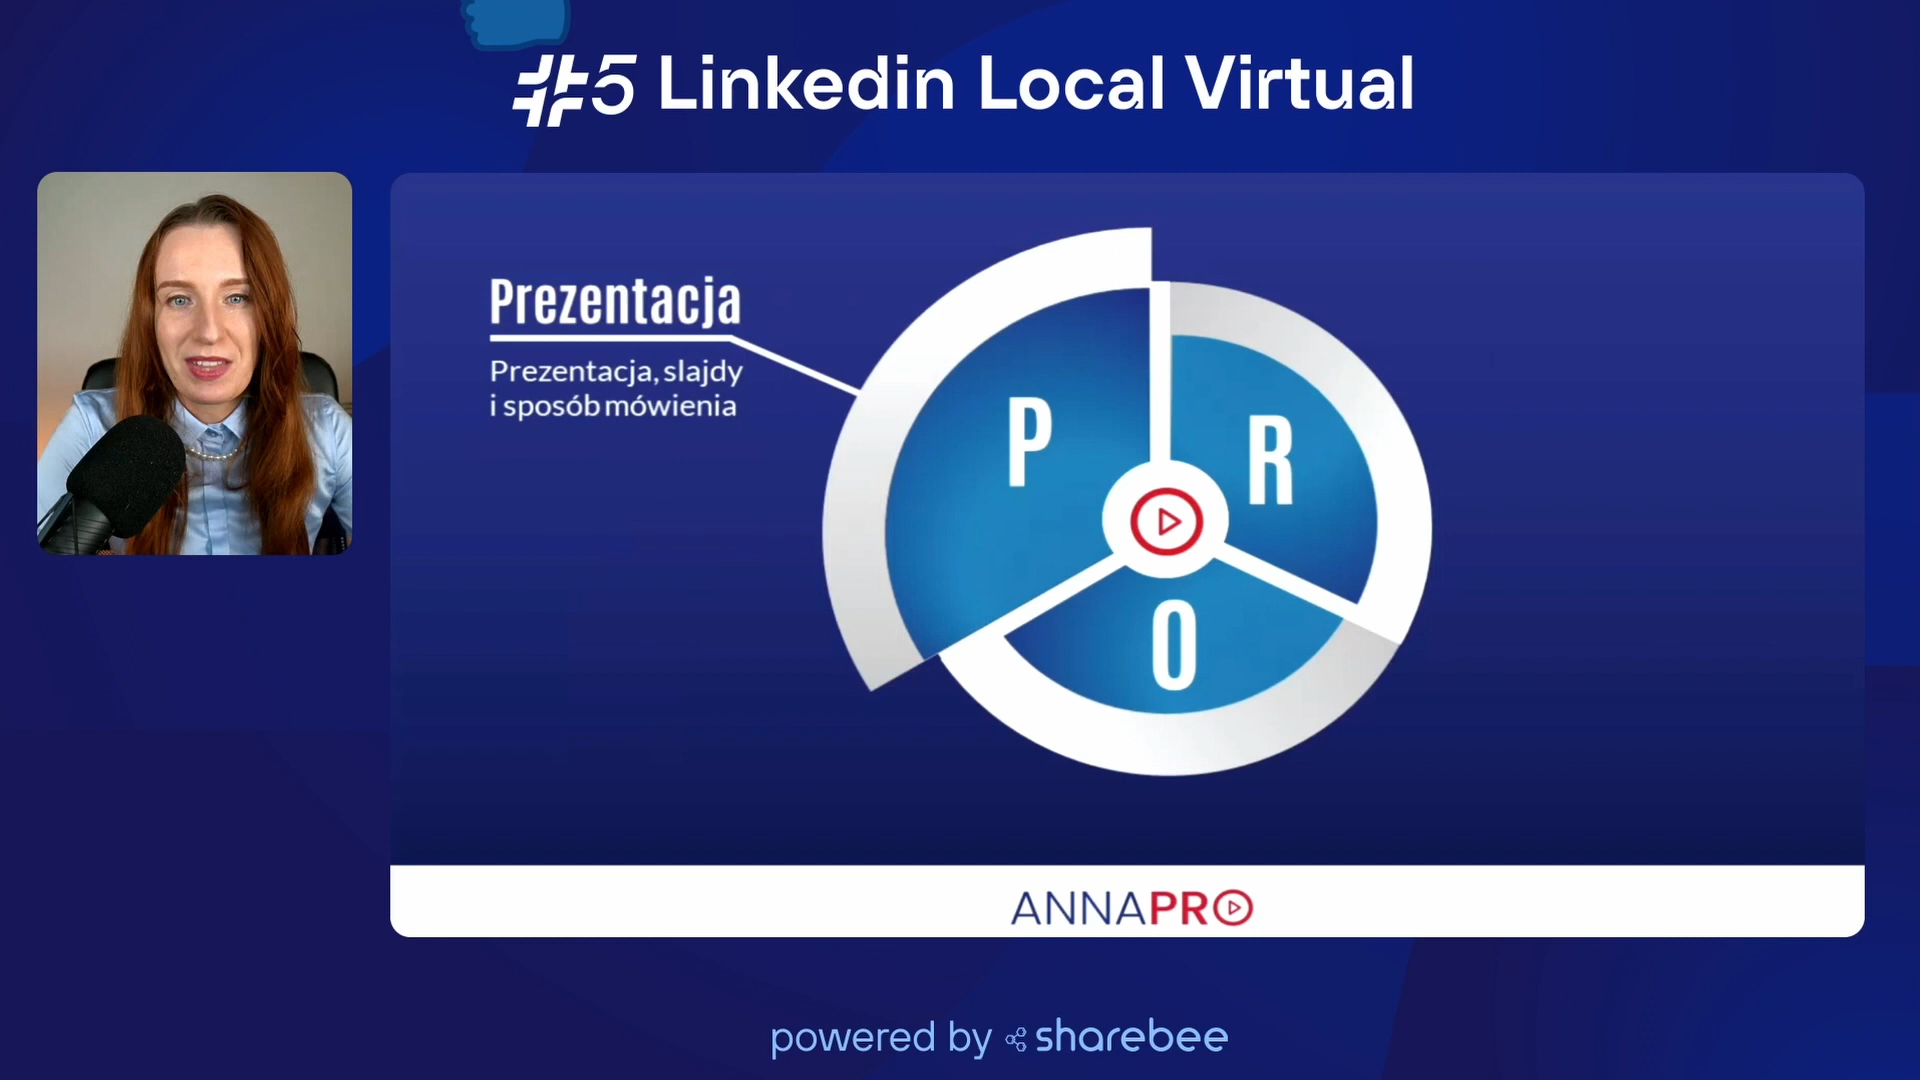 #5 Linkedin Local Virtual
Prezentacja
Prezentacja, slajdy
i sposób mówienia
P
R
O
ANNAPRO
powered by sharebee